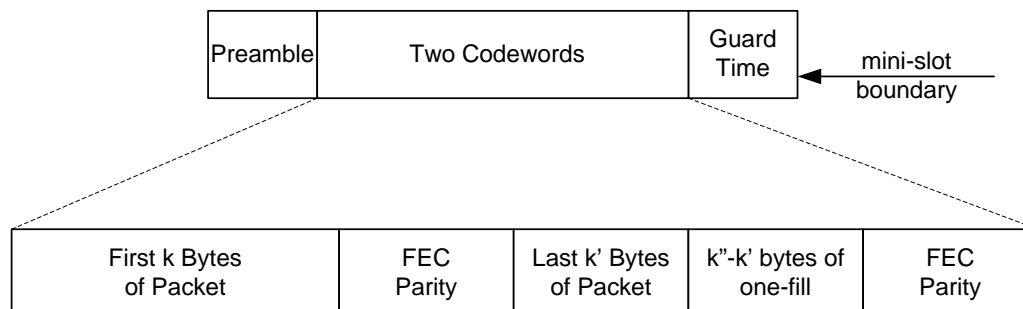 Preamble
Two Codewords
Guard
Time
mini-slot
boundary
First k Bytes
of Packet
FEC
Parity
Last k' Bytes
of Packet
k"-k' bytes of
one-fill
FEC
Parity